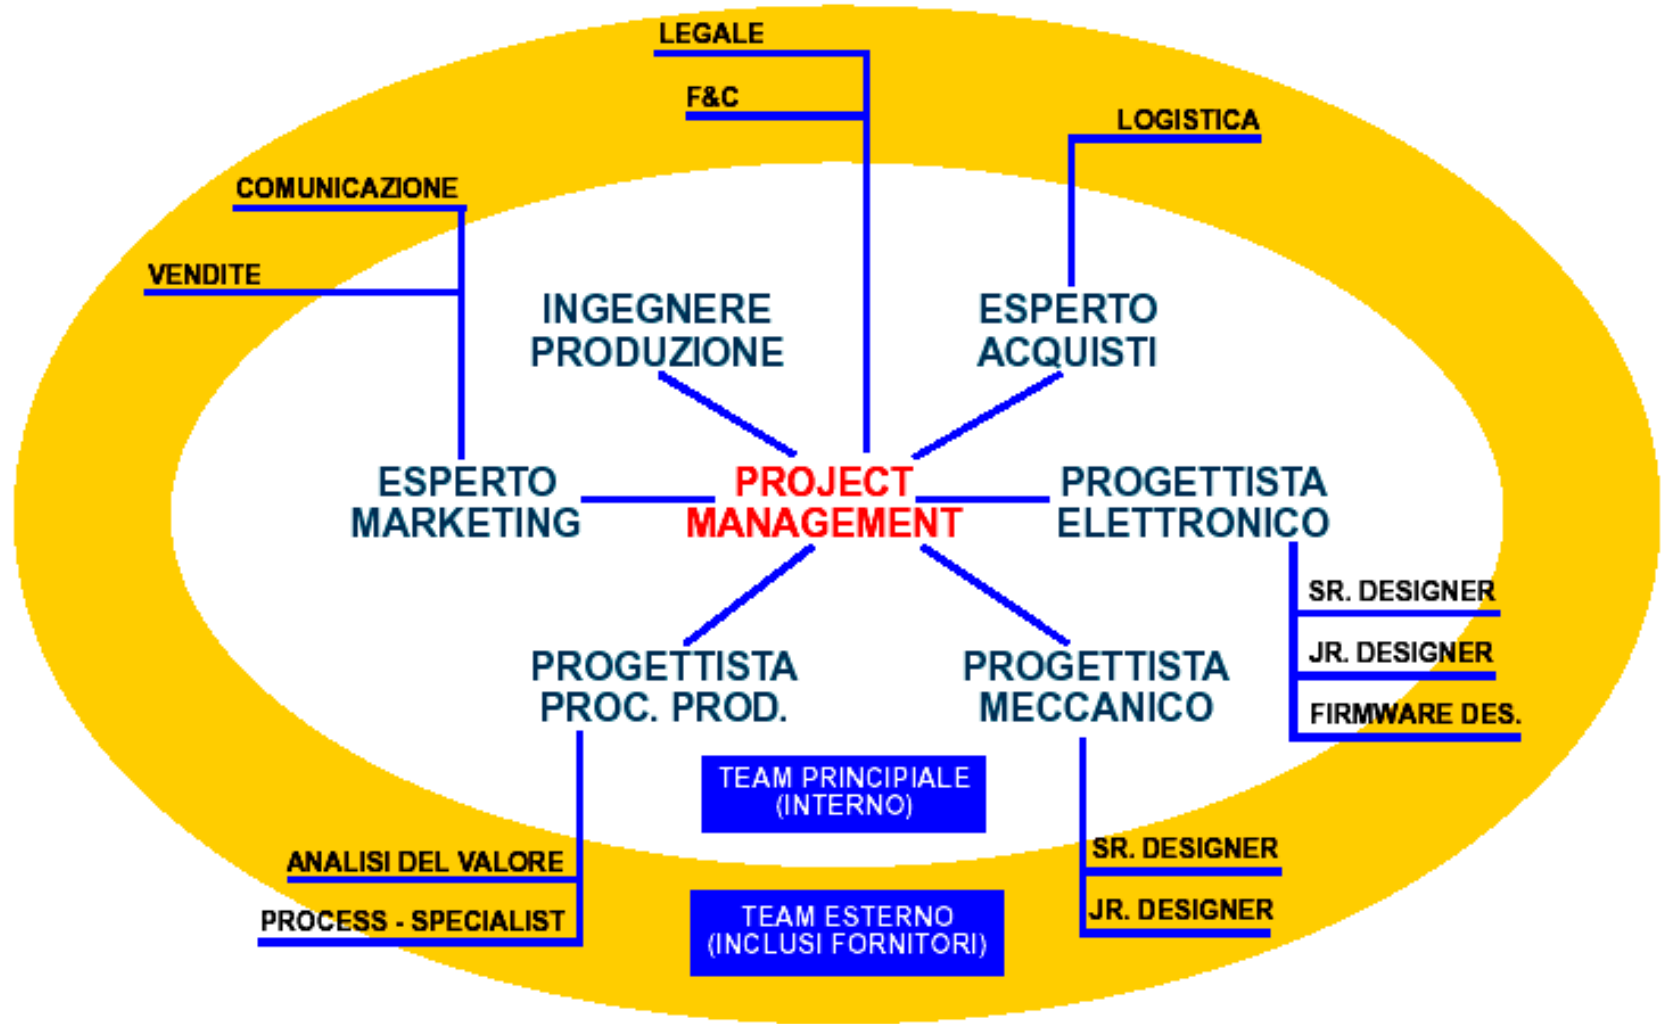 LEGALE
F&C
LOGISTICA
COMUNICAZIONE
VENDITE
INGEGNERE
PRODUZIONE
ESPERTO
ACQUISTI
ESPERTO
MARKETING
PROJECT
MANAGEMENT
PROGETTISTA
ELETTRONICO
SR. DESIGNER
JR. DESIGNER
FIRMWARE DES.
PROGETTISTA
PROC. PROD.
PROGETTISTA
MECCANICO
TEAM PRINCIPIALE
(INTERNO)
ANALISI DEL VALORE
PROCESS - SPECIALIST
SR. DESIGNER
JR. DESIGNER
TEAM ESTERNO
(INCLUSI FORNITORI)